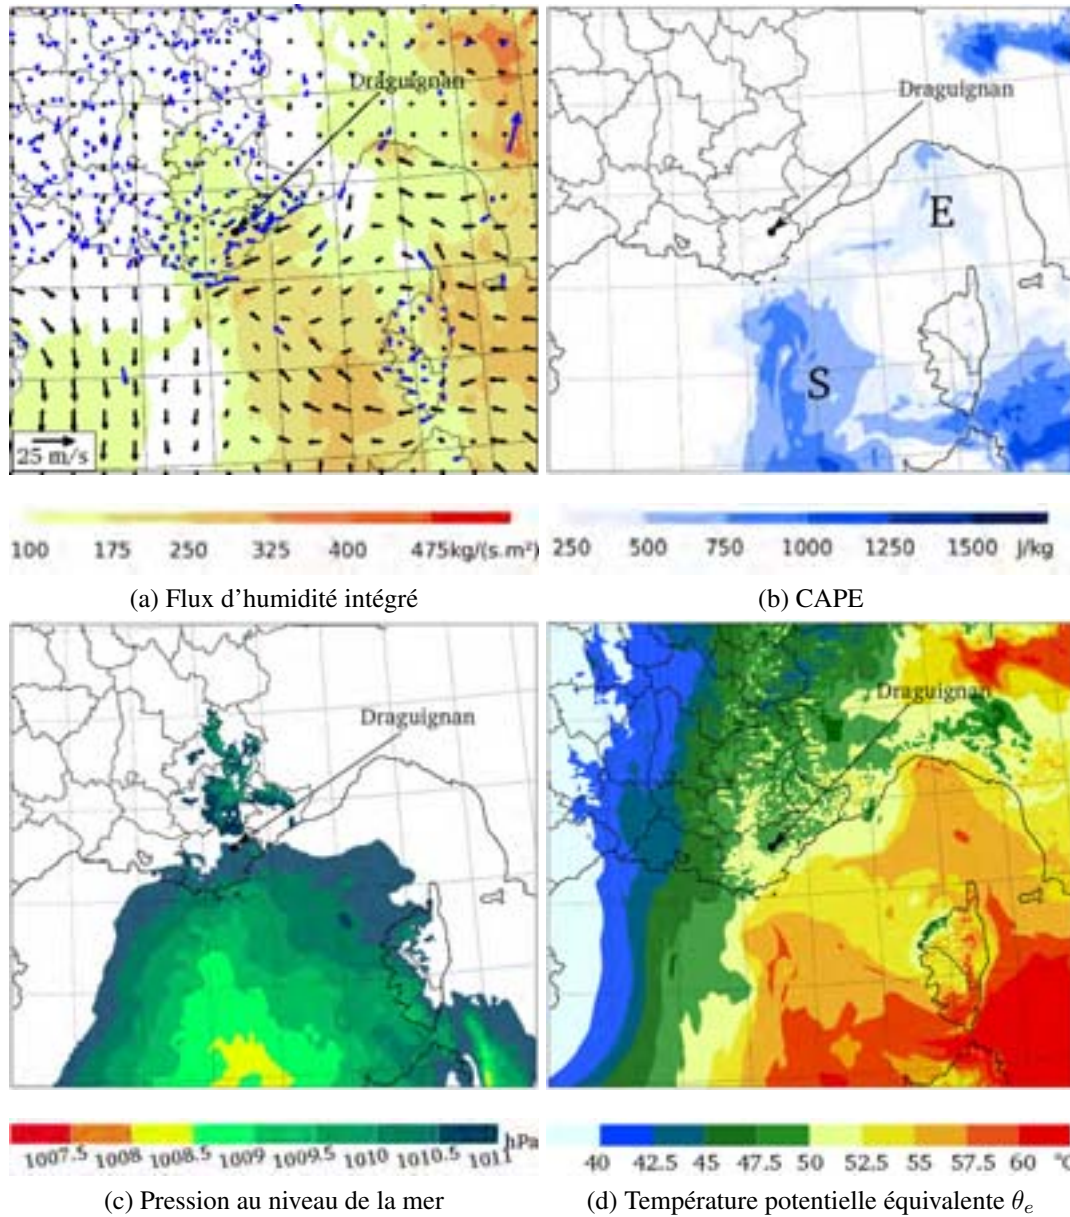 Draguignan
25 m/s
100 175 250 325 400 475kg/(s.m²)
(a) Flux d'humidité intégré
Draguignan
E
S
250 500 750 1000 1250 1500 J/kg
(b) CAPE
Draguignan
hPa
1007.5 1008 1008.5 1009 1009.5 1010 1010.5 1011
(c) Pression au niveau de la mer
Draguignan
40 42.5 45 47.5 50 52.5 55 57.5 60 °C
(d) Température potentielle équivalente θₑ